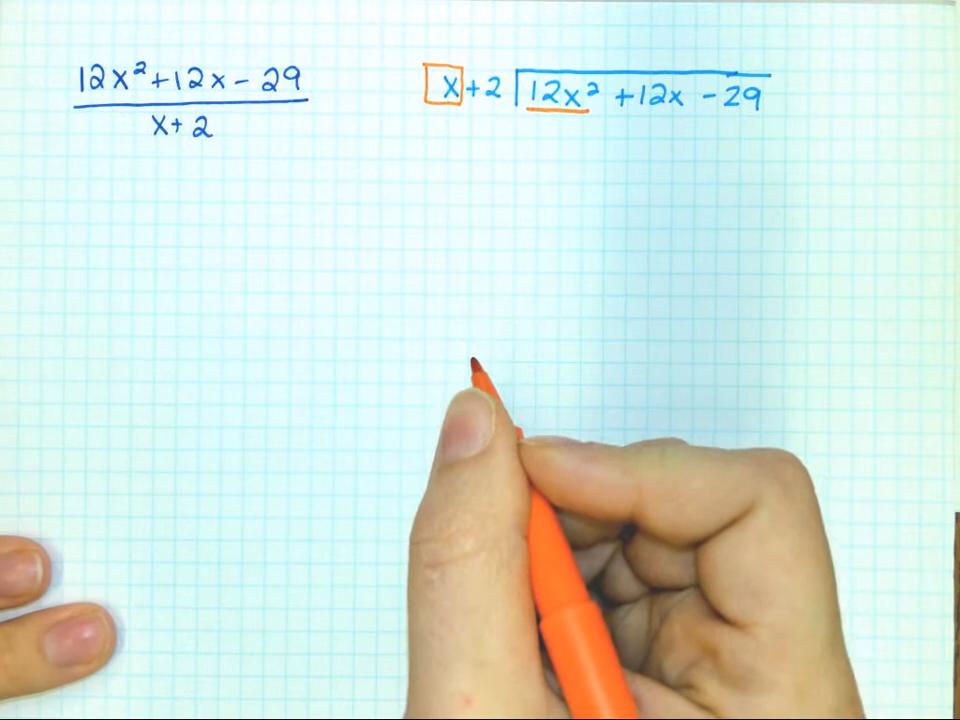 12x² + 12x - 29
x + 2
x + 2 12x² + 12x - 29